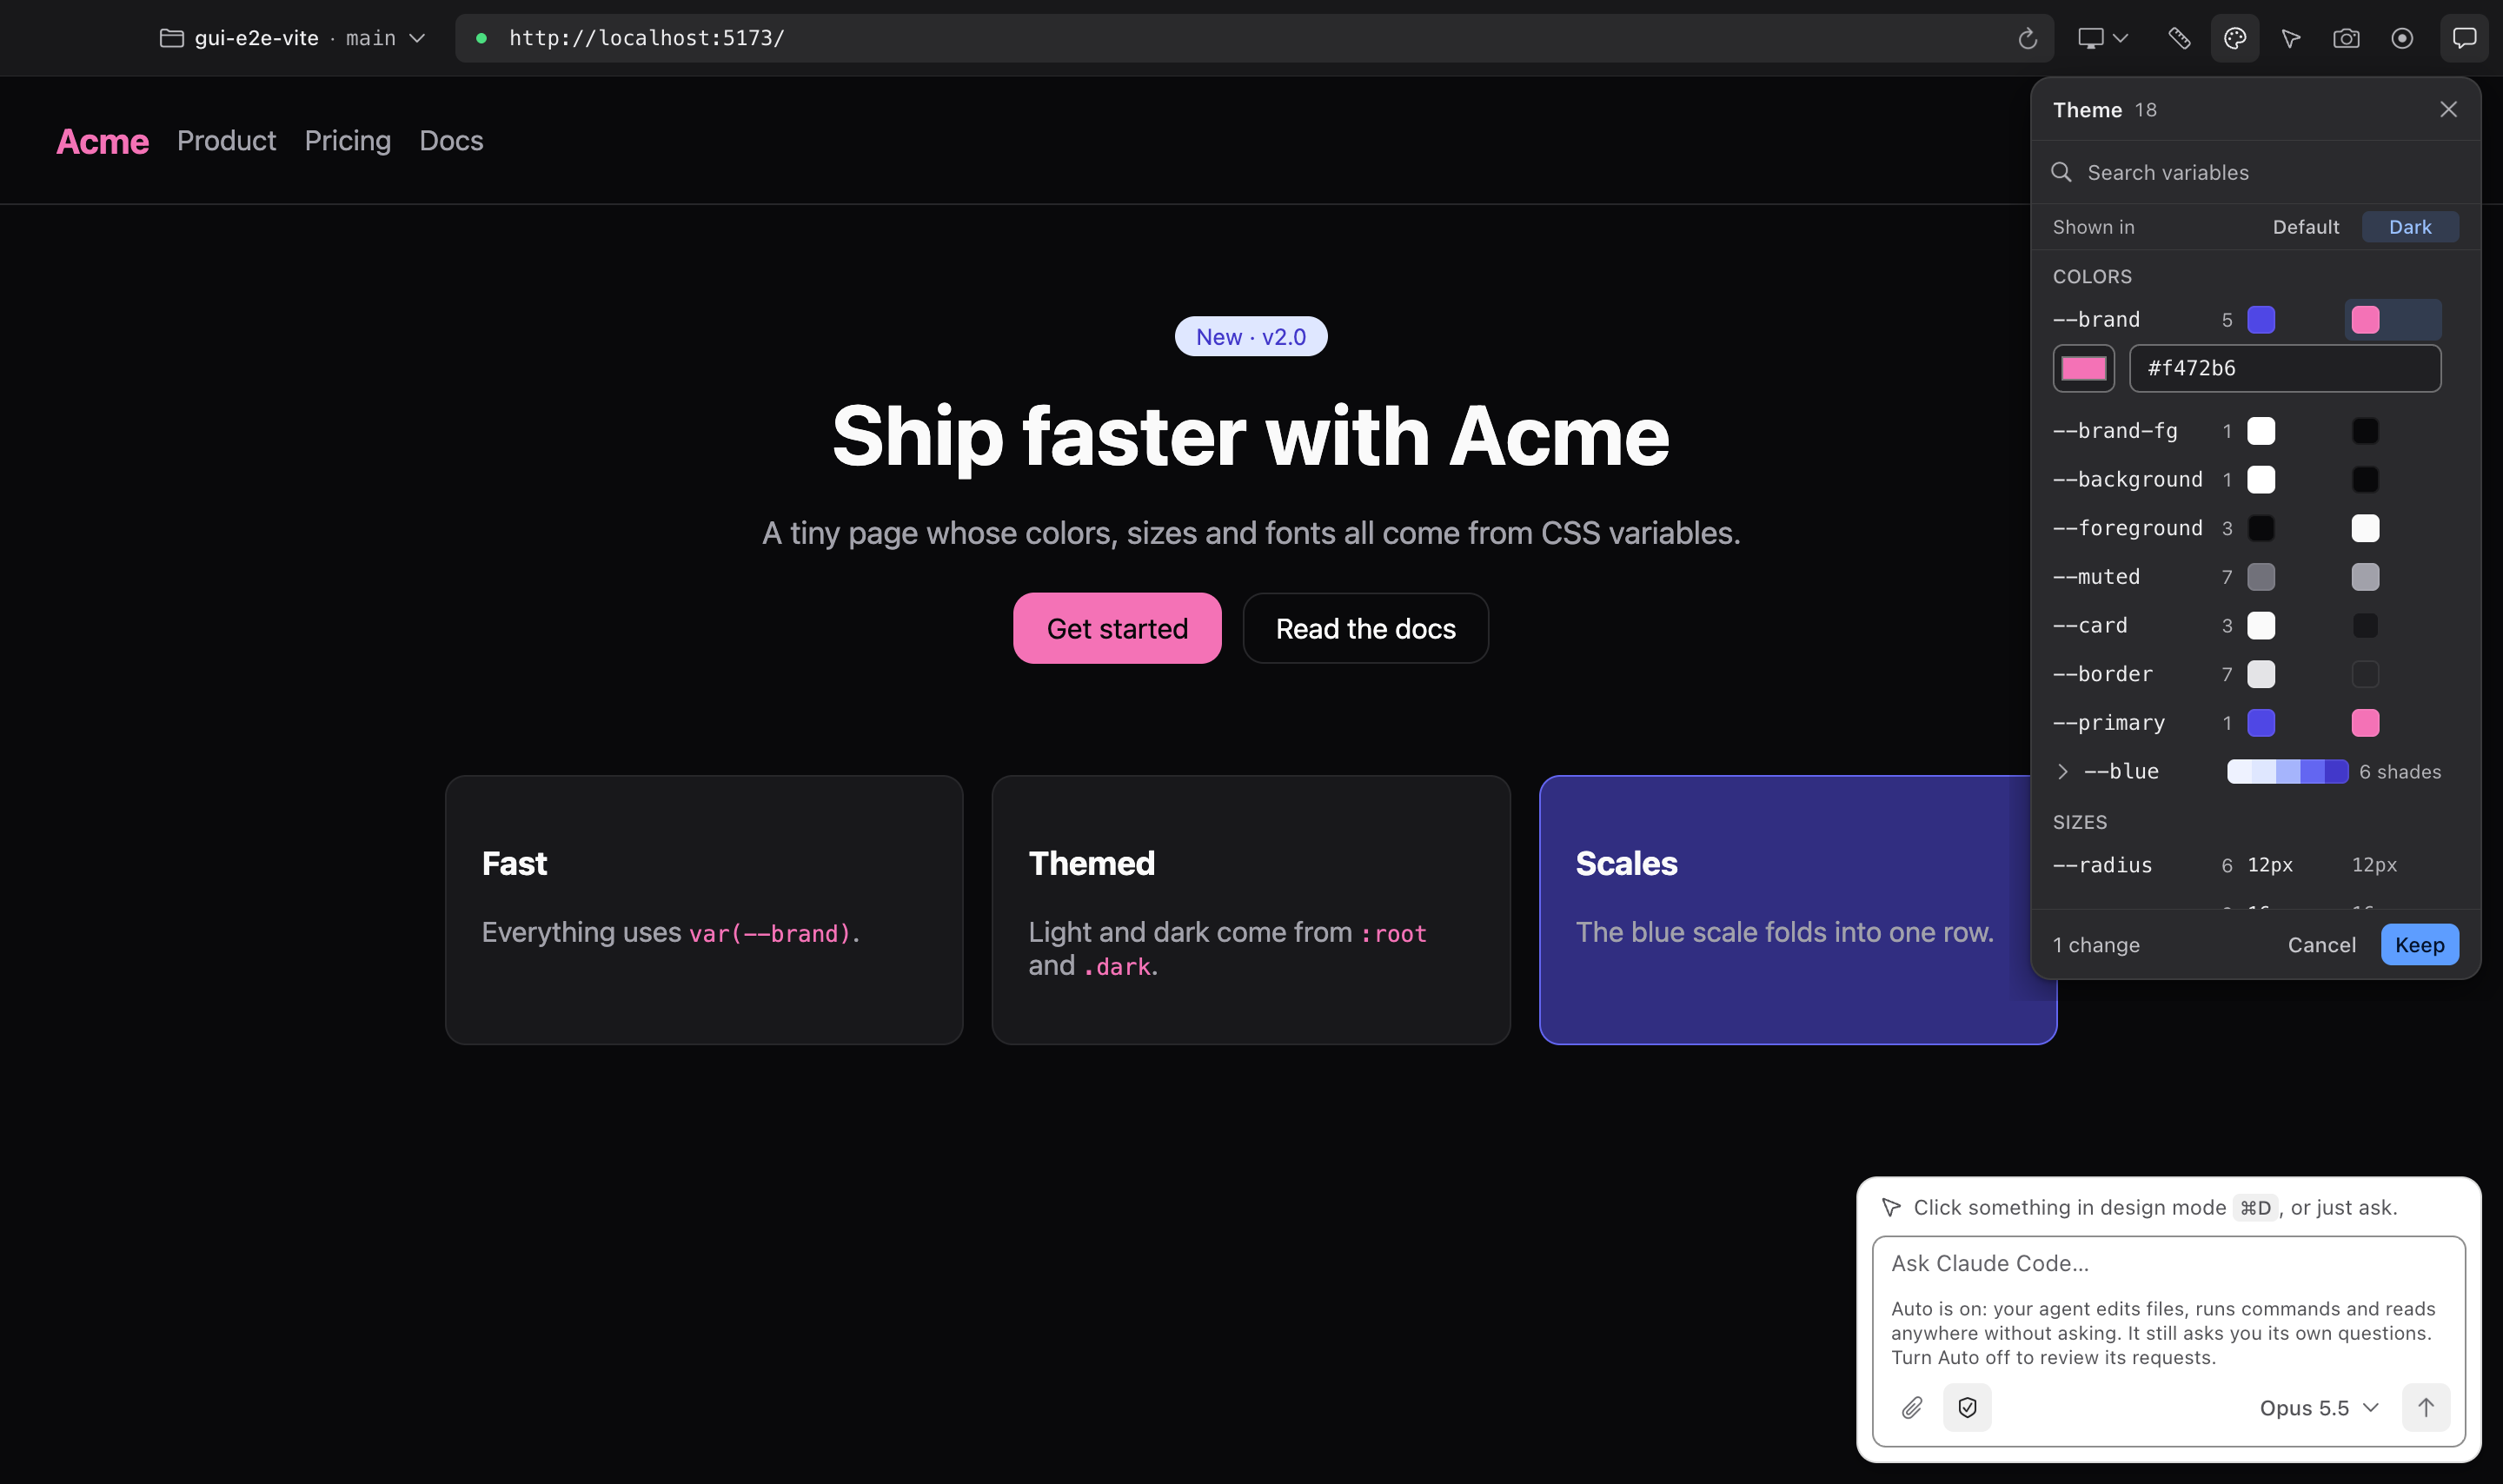 gui-e2e-vite · main
http://localhost:5173/
Acme Product Pricing Docs
New · v2.0
Ship faster with Acme
A tiny page whose colors, sizes and fonts all come from CSS variables.
Get started
Read the docs
Fast
Everything uses var(--brand).
Themed
Light and dark come from :root
and .dark.
Scales
The blue scale folds into one row.
Theme 18
Search variables
Shown in Default Dark
COLORS
--brand 5
#f472b6
--brand-fg 1
--background 1
--foreground 3
--muted 7
--card 3
--border 7
--primary 1
--blue 6 shades
SIZES
--radius 6 12px 12px
1 change Cancel Keep
Click something in design mode ⌘D, or just ask.
Ask Claude Code...
Auto is on: your agent edits files, runs commands and reads
anywhere without asking. It still asks you its own questions.
Turn Auto off to review its requests.
Opus 5.5